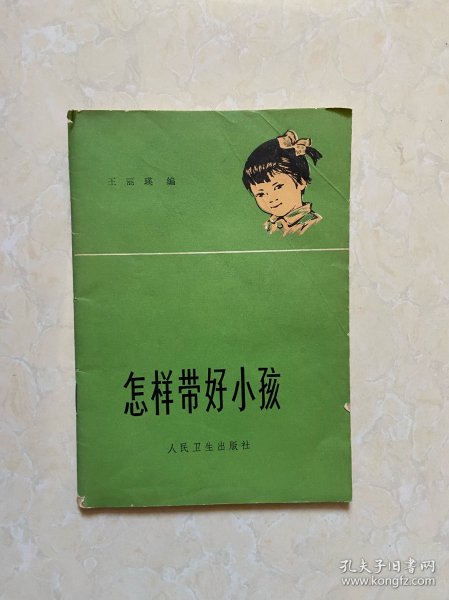 王丽瑛 编
怎样带好小孩
人民卫生出版社
孔夫子旧书网
www.kongfz.com